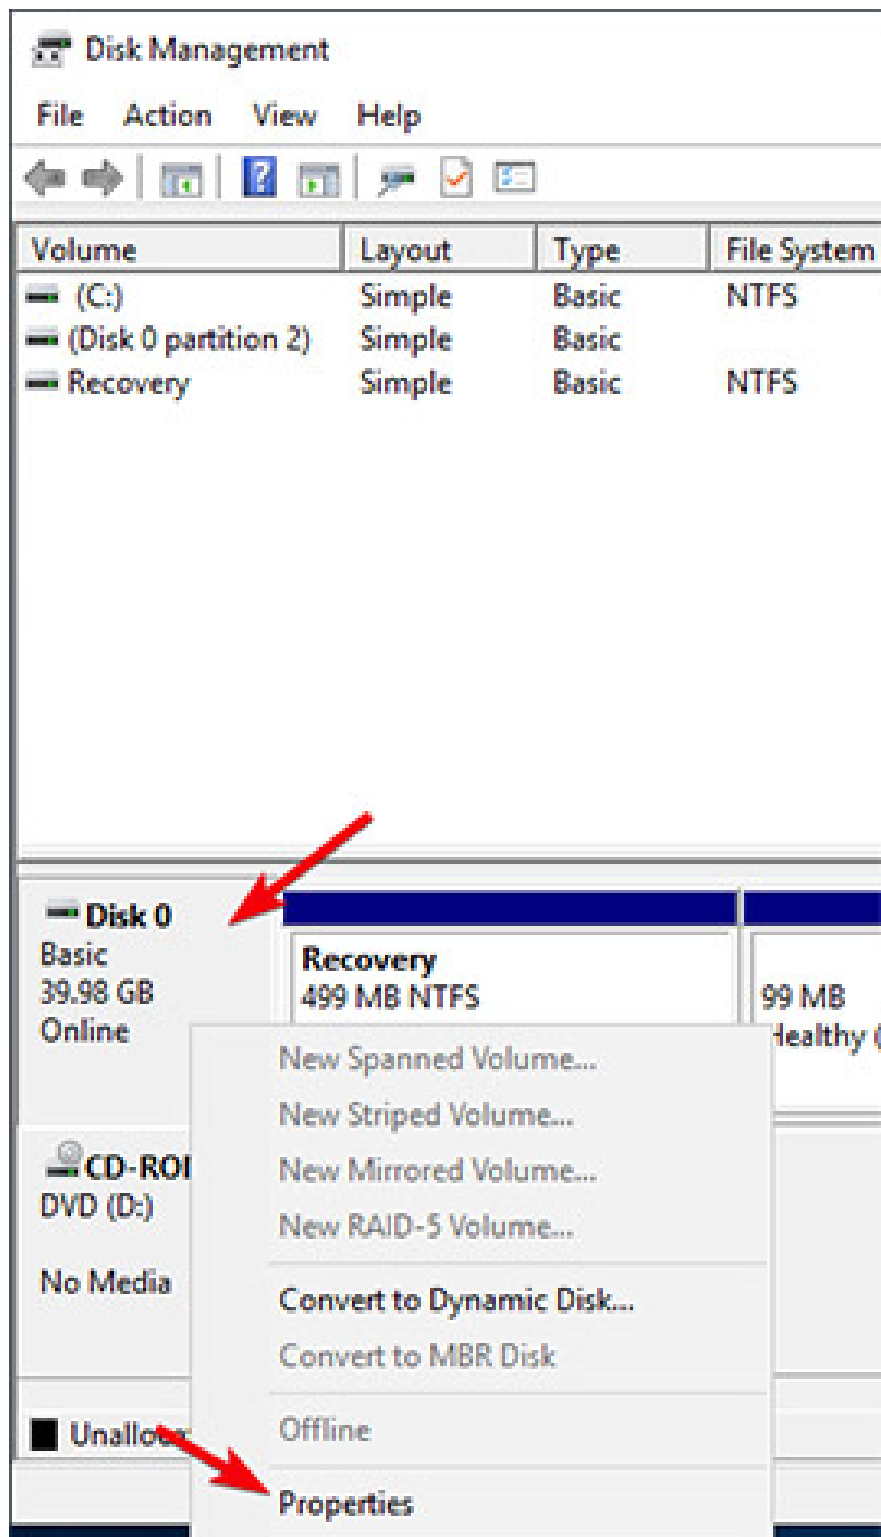 Disk Management
File Action View Help
Volume Layout Type File System
(C:) Simple Basic NTFS
(Disk 0 partition 2) Simple Basic
Recovery Simple Basic NTFS
Disk 0
Basic
39.98 GB
Online
Recovery
499 MB NTFS
99 MB
Healthy (
CD-RO
DVD (D:)
No Media
New Spanned Volume...
New Striped Volume...
New Mirrored Volume...
New RAID-5 Volume...
Convert to Dynamic Disk...
Convert to MBR Disk
Offline
Properties